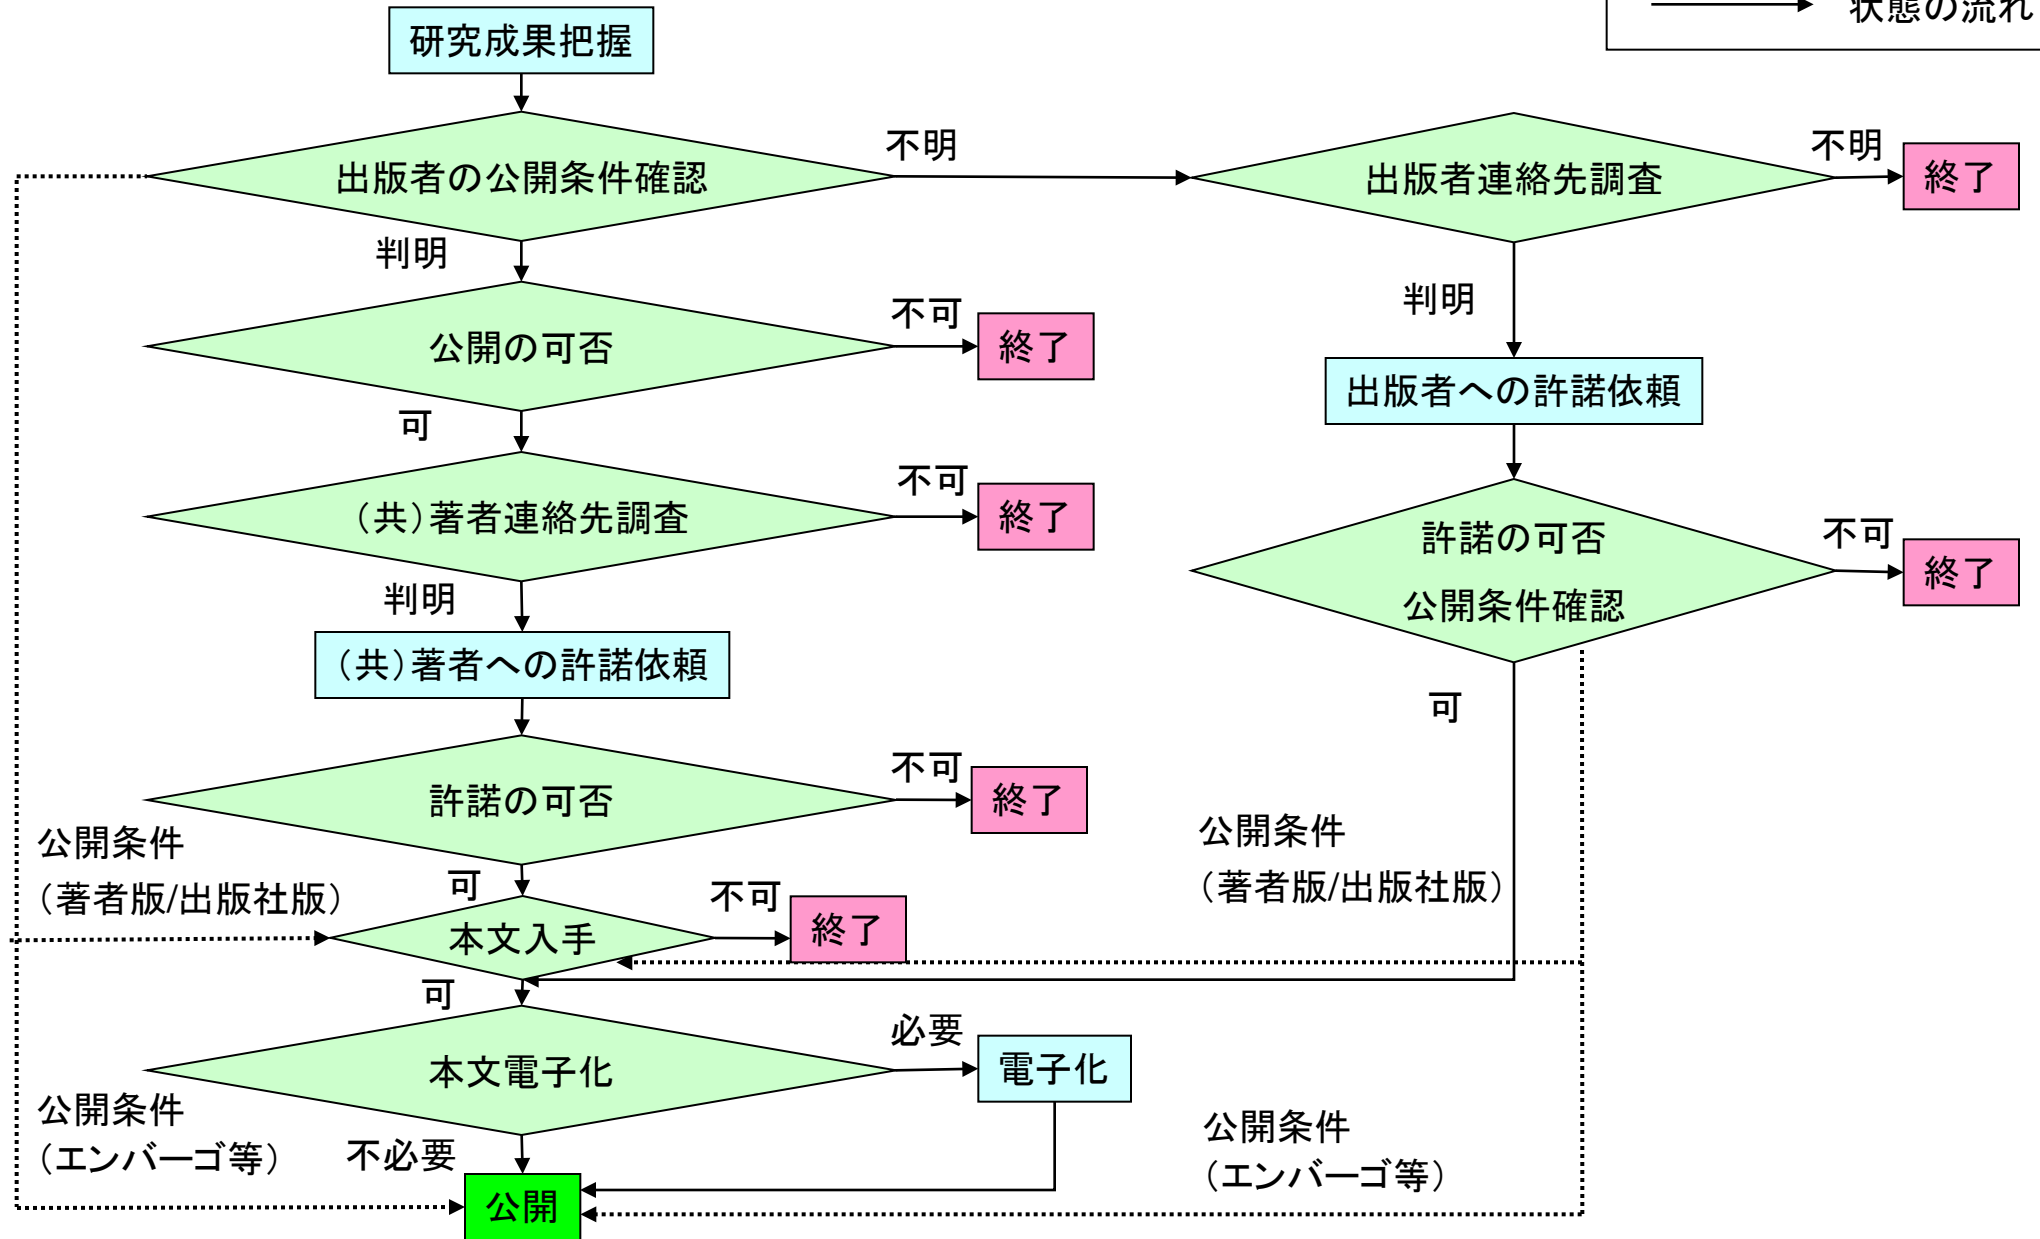 状態の流れ
研究成果把握
出版者の公開条件確認
不明
出版者連絡先調査
不明
終了
判明
公開の可否
不可
終了
判明
出版者への許諾依頼
可
（共）著者連絡先調査
不可
終了
許諾の可否
公開条件確認
不可
終了
判明
（共）著者への許諾依頼
可
許諾の可否
不可
終了
公開条件
（著者版/出版社版）
公開条件
（著者版/出版社版）
可
本文入手
不可
終了
可
本文電子化
必要
電子化
公開条件
（エンバーゴ等）
不必要
公開条件
（エンバーゴ等）
公開